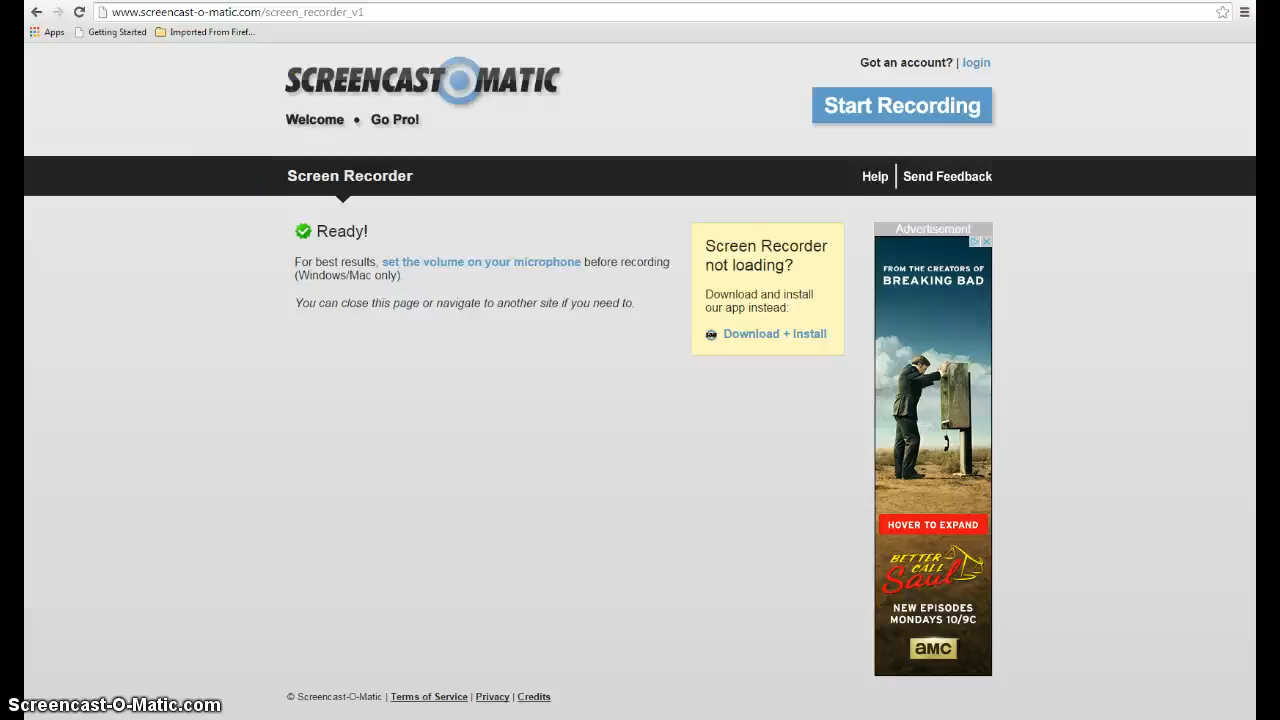 www.screencast-o-matic.com/screen_recorder_v1
Apps Getting Started Imported From Firef...
Got an account? | login
SCREENCAST O MATIC
Start Recording
Welcome • Go Pro!
Screen Recorder
Help | Send Feedback
Ready!
For best results, set the volume on your microphone before recording
(Windows/Mac only).
You can close this page or navigate to another site if you need to.
Screen Recorder
not loading?
Download and install
our app instead:
SOM
Download + Install
Advertisement
FROM THE CREATORS OF
BREAKING BAD
HOVER TO EXPAND
BETTER
CALL
Saul
NEW EPISODES
MONDAYS 10/9C
aMC
© Screencast-O-Matic | Terms of Service | Privacy | Credits
Screencast-O-Matic.com